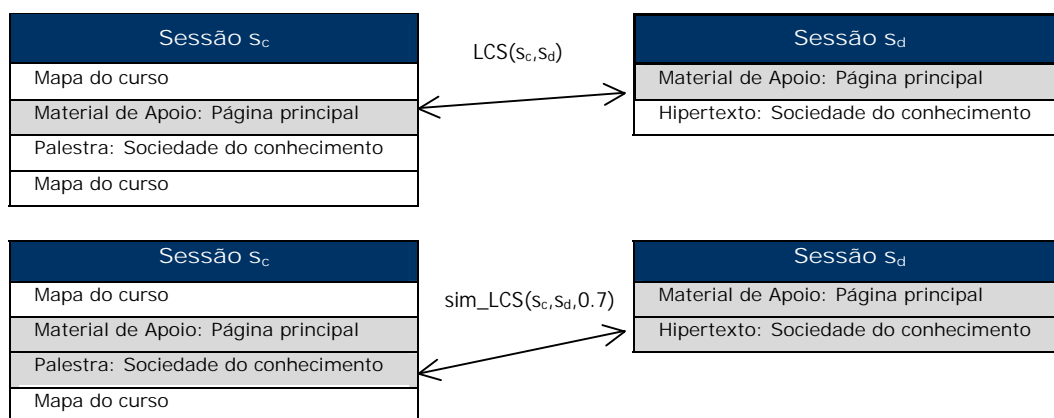 Sessão sc
Mapa do curso
Material de Apoio: Página principal
Palestra: Sociedade do conhecimento
Mapa do curso
LCS(sc,sd)
Sessão sd
Material de Apoio: Página principal
Hipertexto: Sociedade do conhecimento
Sessão sc
Mapa do curso
Material de Apoio: Página principal
Palestra: Sociedade do conhecimento
Mapa do curso
sim_LCS(sc,sd,0.7)
Sessão sd
Material de Apoio: Página principal
Hipertexto: Sociedade do conhecimento